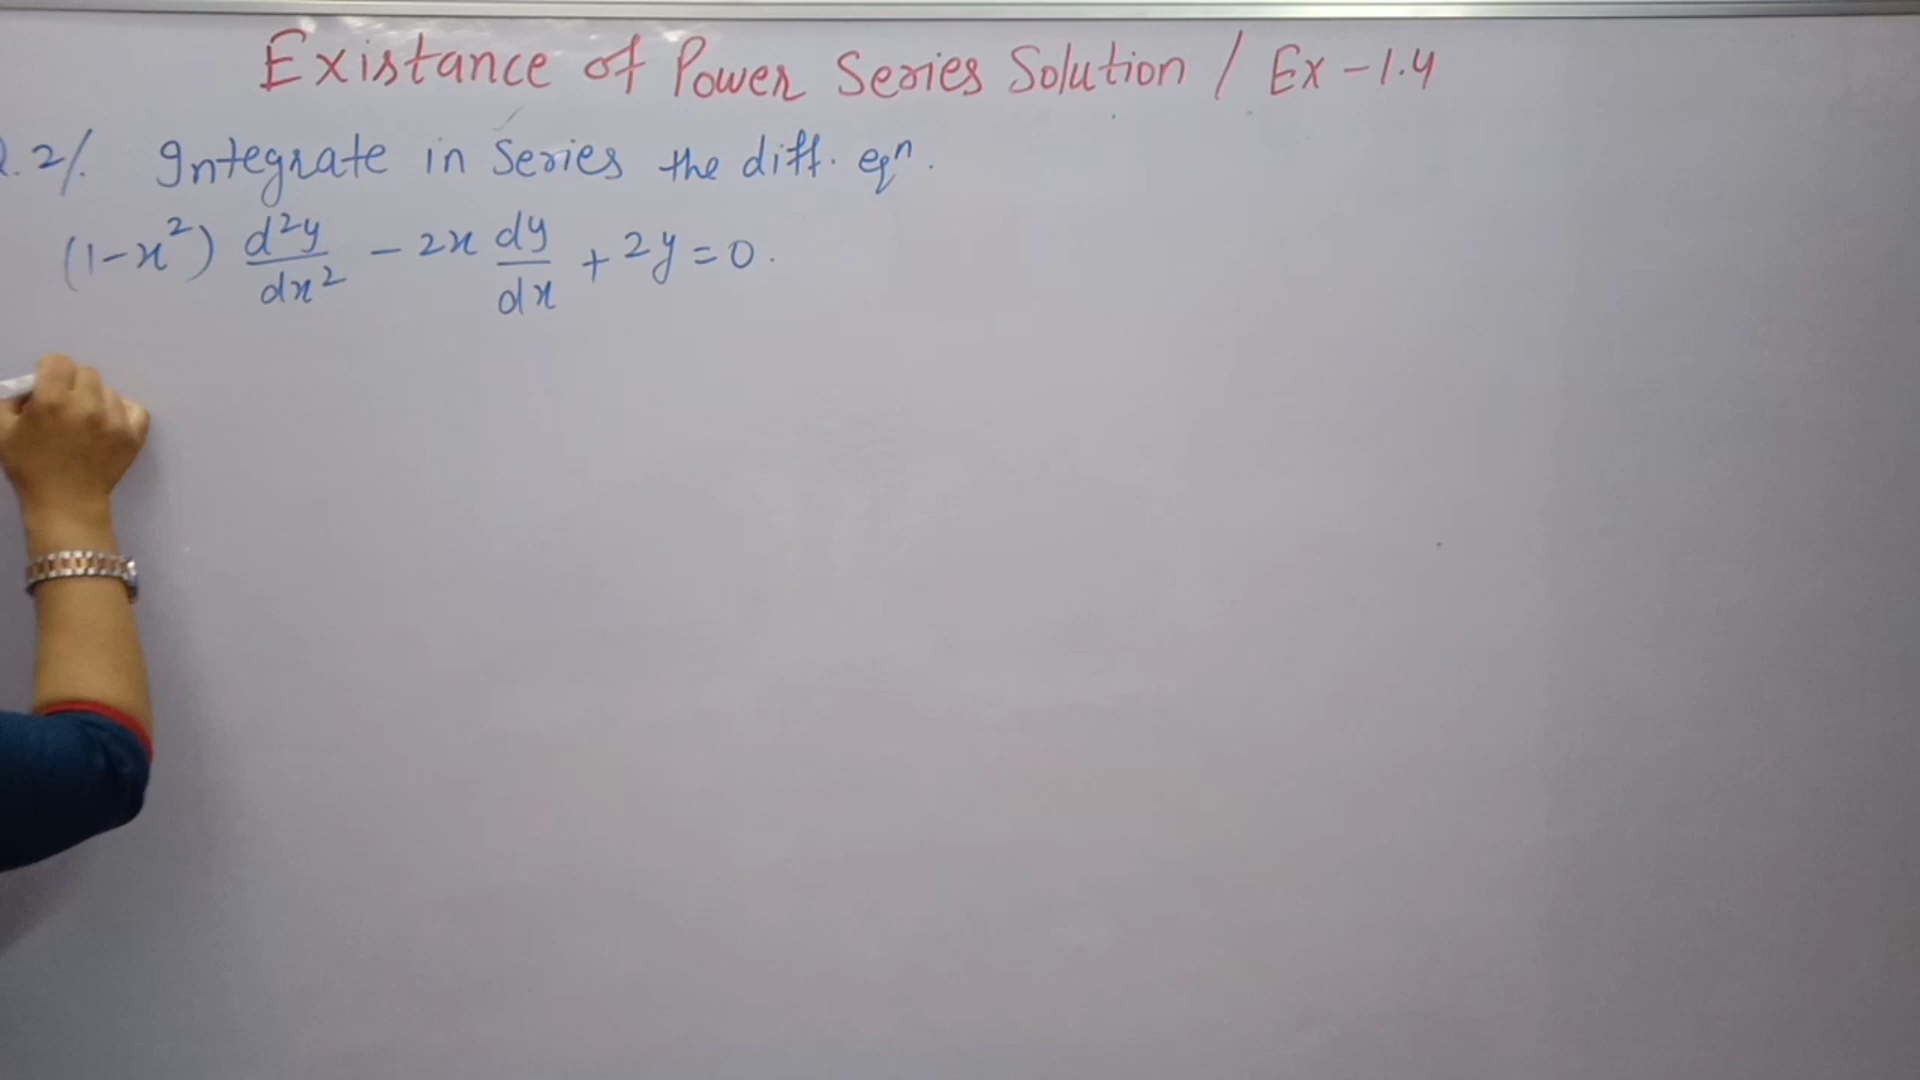 Existance of Power Series Solution / Ex-1.4
2/. Integrate in Series the diff. eqⁿ.
(1-x²) d²y/dx² - 2x dy/dx + 2y = 0.